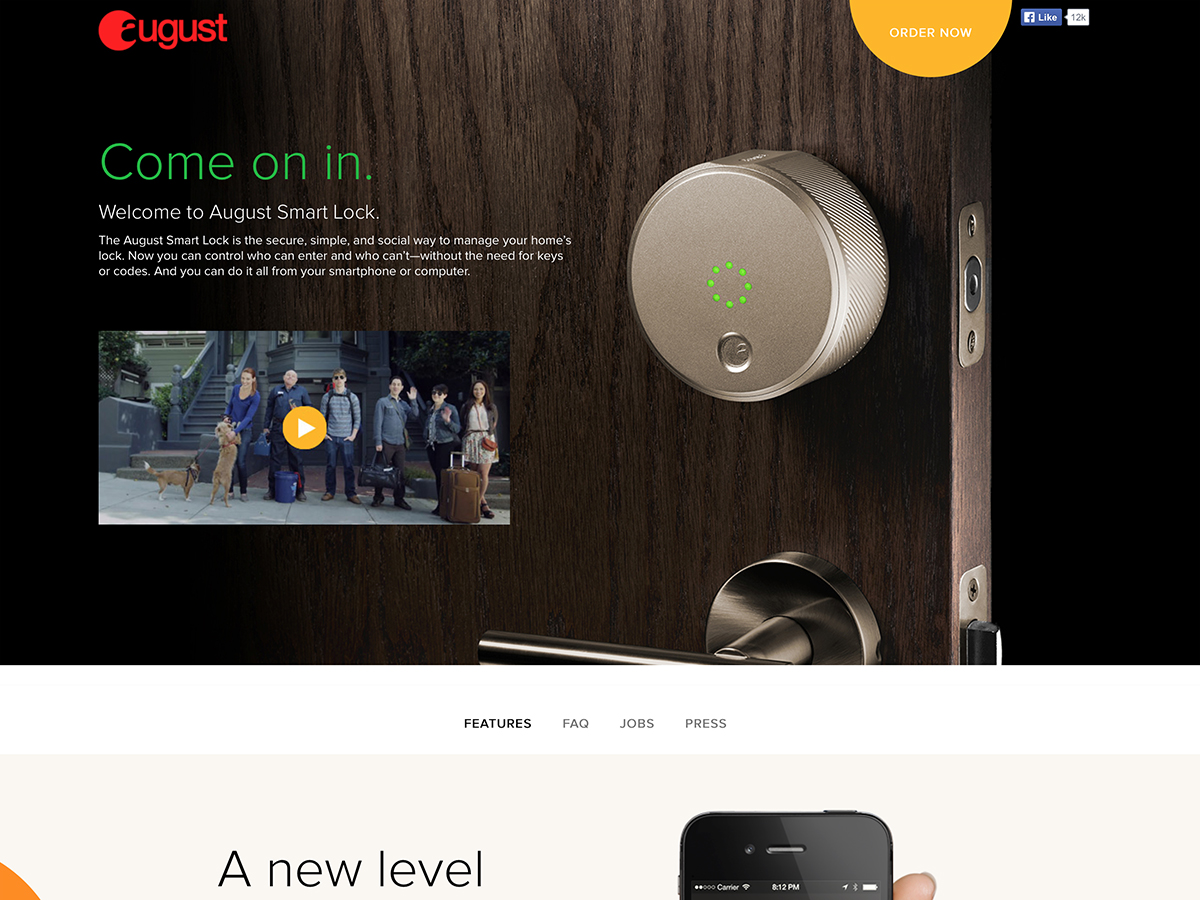 august
ORDER NOW
Like
12k
Come on in.
Welcome to August Smart Lock.
The August Smart Lock is the secure, simple, and social way to manage your home's
lock. Now you can control who can enter and who can't—without the need for keys
or codes. And you can do it all from your smartphone or computer.
FEATURES
FAQ
JOBS
PRESS
A new level
Carrier
8:12 PM